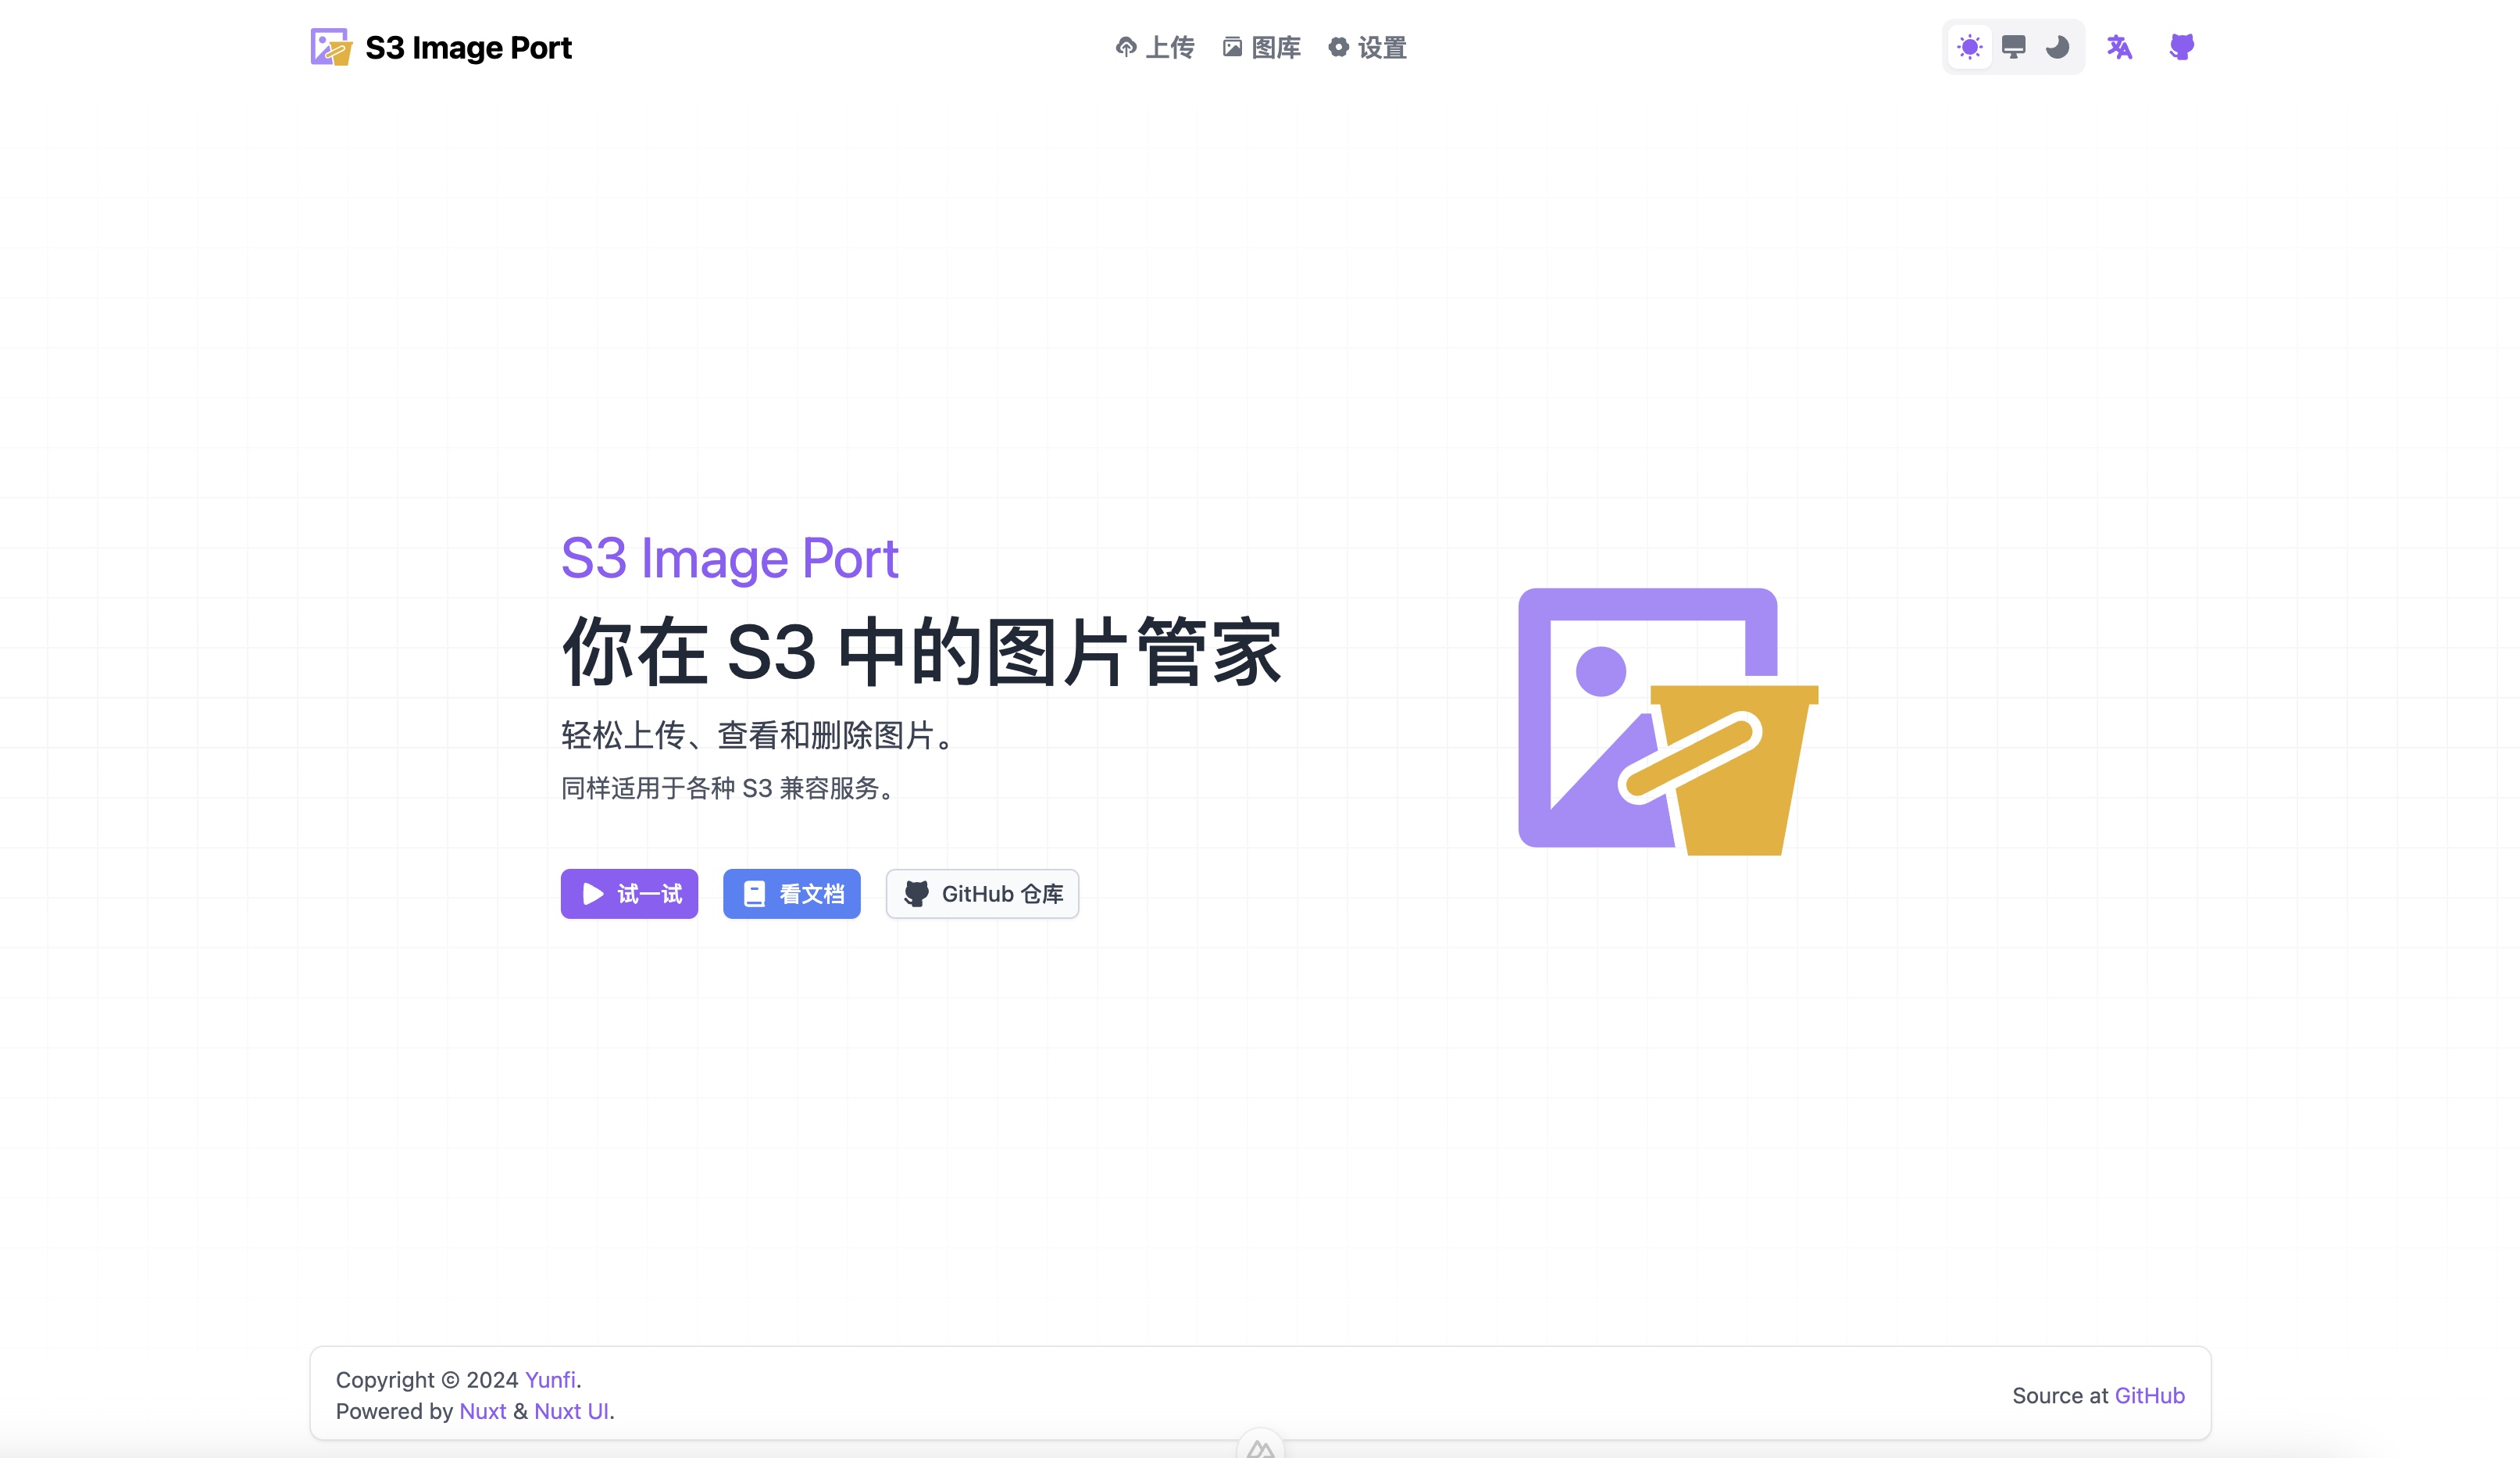 S3 Image Port
上传 图库 设置
S3 Image Port
你在 S3 中的图片管家
轻松上传、查看和删除图片。
同样适用于各种 S3 兼容服务。
试一试 看文档 GitHub 仓库
Copyright © 2024 Yunfi.
Powered by Nuxt & Nuxt UI.
Source at GitHub